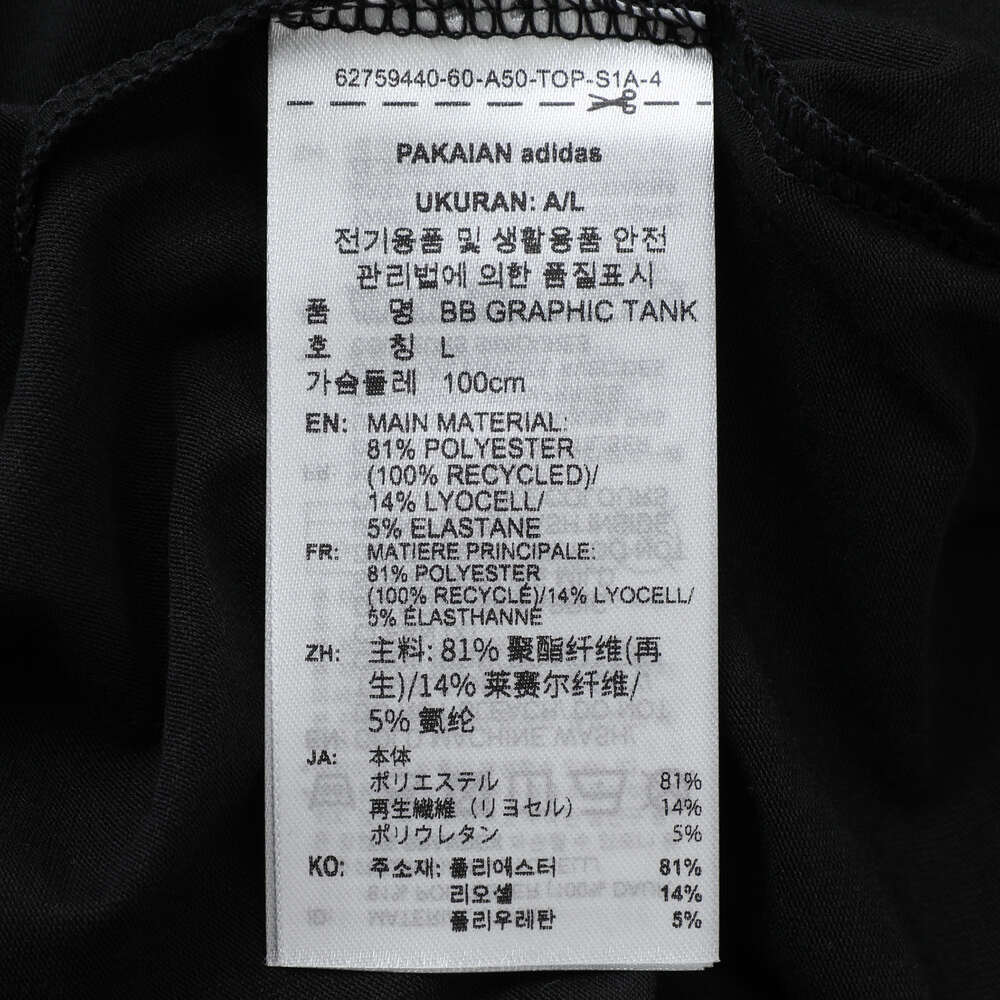 62759440-60-A50-TOP-S1A-4
PAKAIAN adidas
UKURAN: A/L
전기용품 및 생활용품 안전
관리법에 의한 품질표시
품 명 BB GRAPHIC TANK
호 칭 L
가슴둘레 100cm
EN: MAIN MATERIAL:
81% POLYESTER
(100% RECYCLED)/
14% LYOCELL/
5% ELASTANE
FR: MATIERE PRINCIPALE:
81% POLYESTER
(100% RECYCLÉ)/14% LYOCELL/
5% ÉLASTHANNE
ZH: 主料: 81% 聚酯纤维(再
生)/14% 莱赛尔纤维/
5% 氨纶
JA: 本体
ポリエステル 81%
再生繊維（リヨセル） 14%
ポリウレタン 5%
KO: 주소재: 폴리에스터 81%
리오셀 14%
폴리우레탄 5%